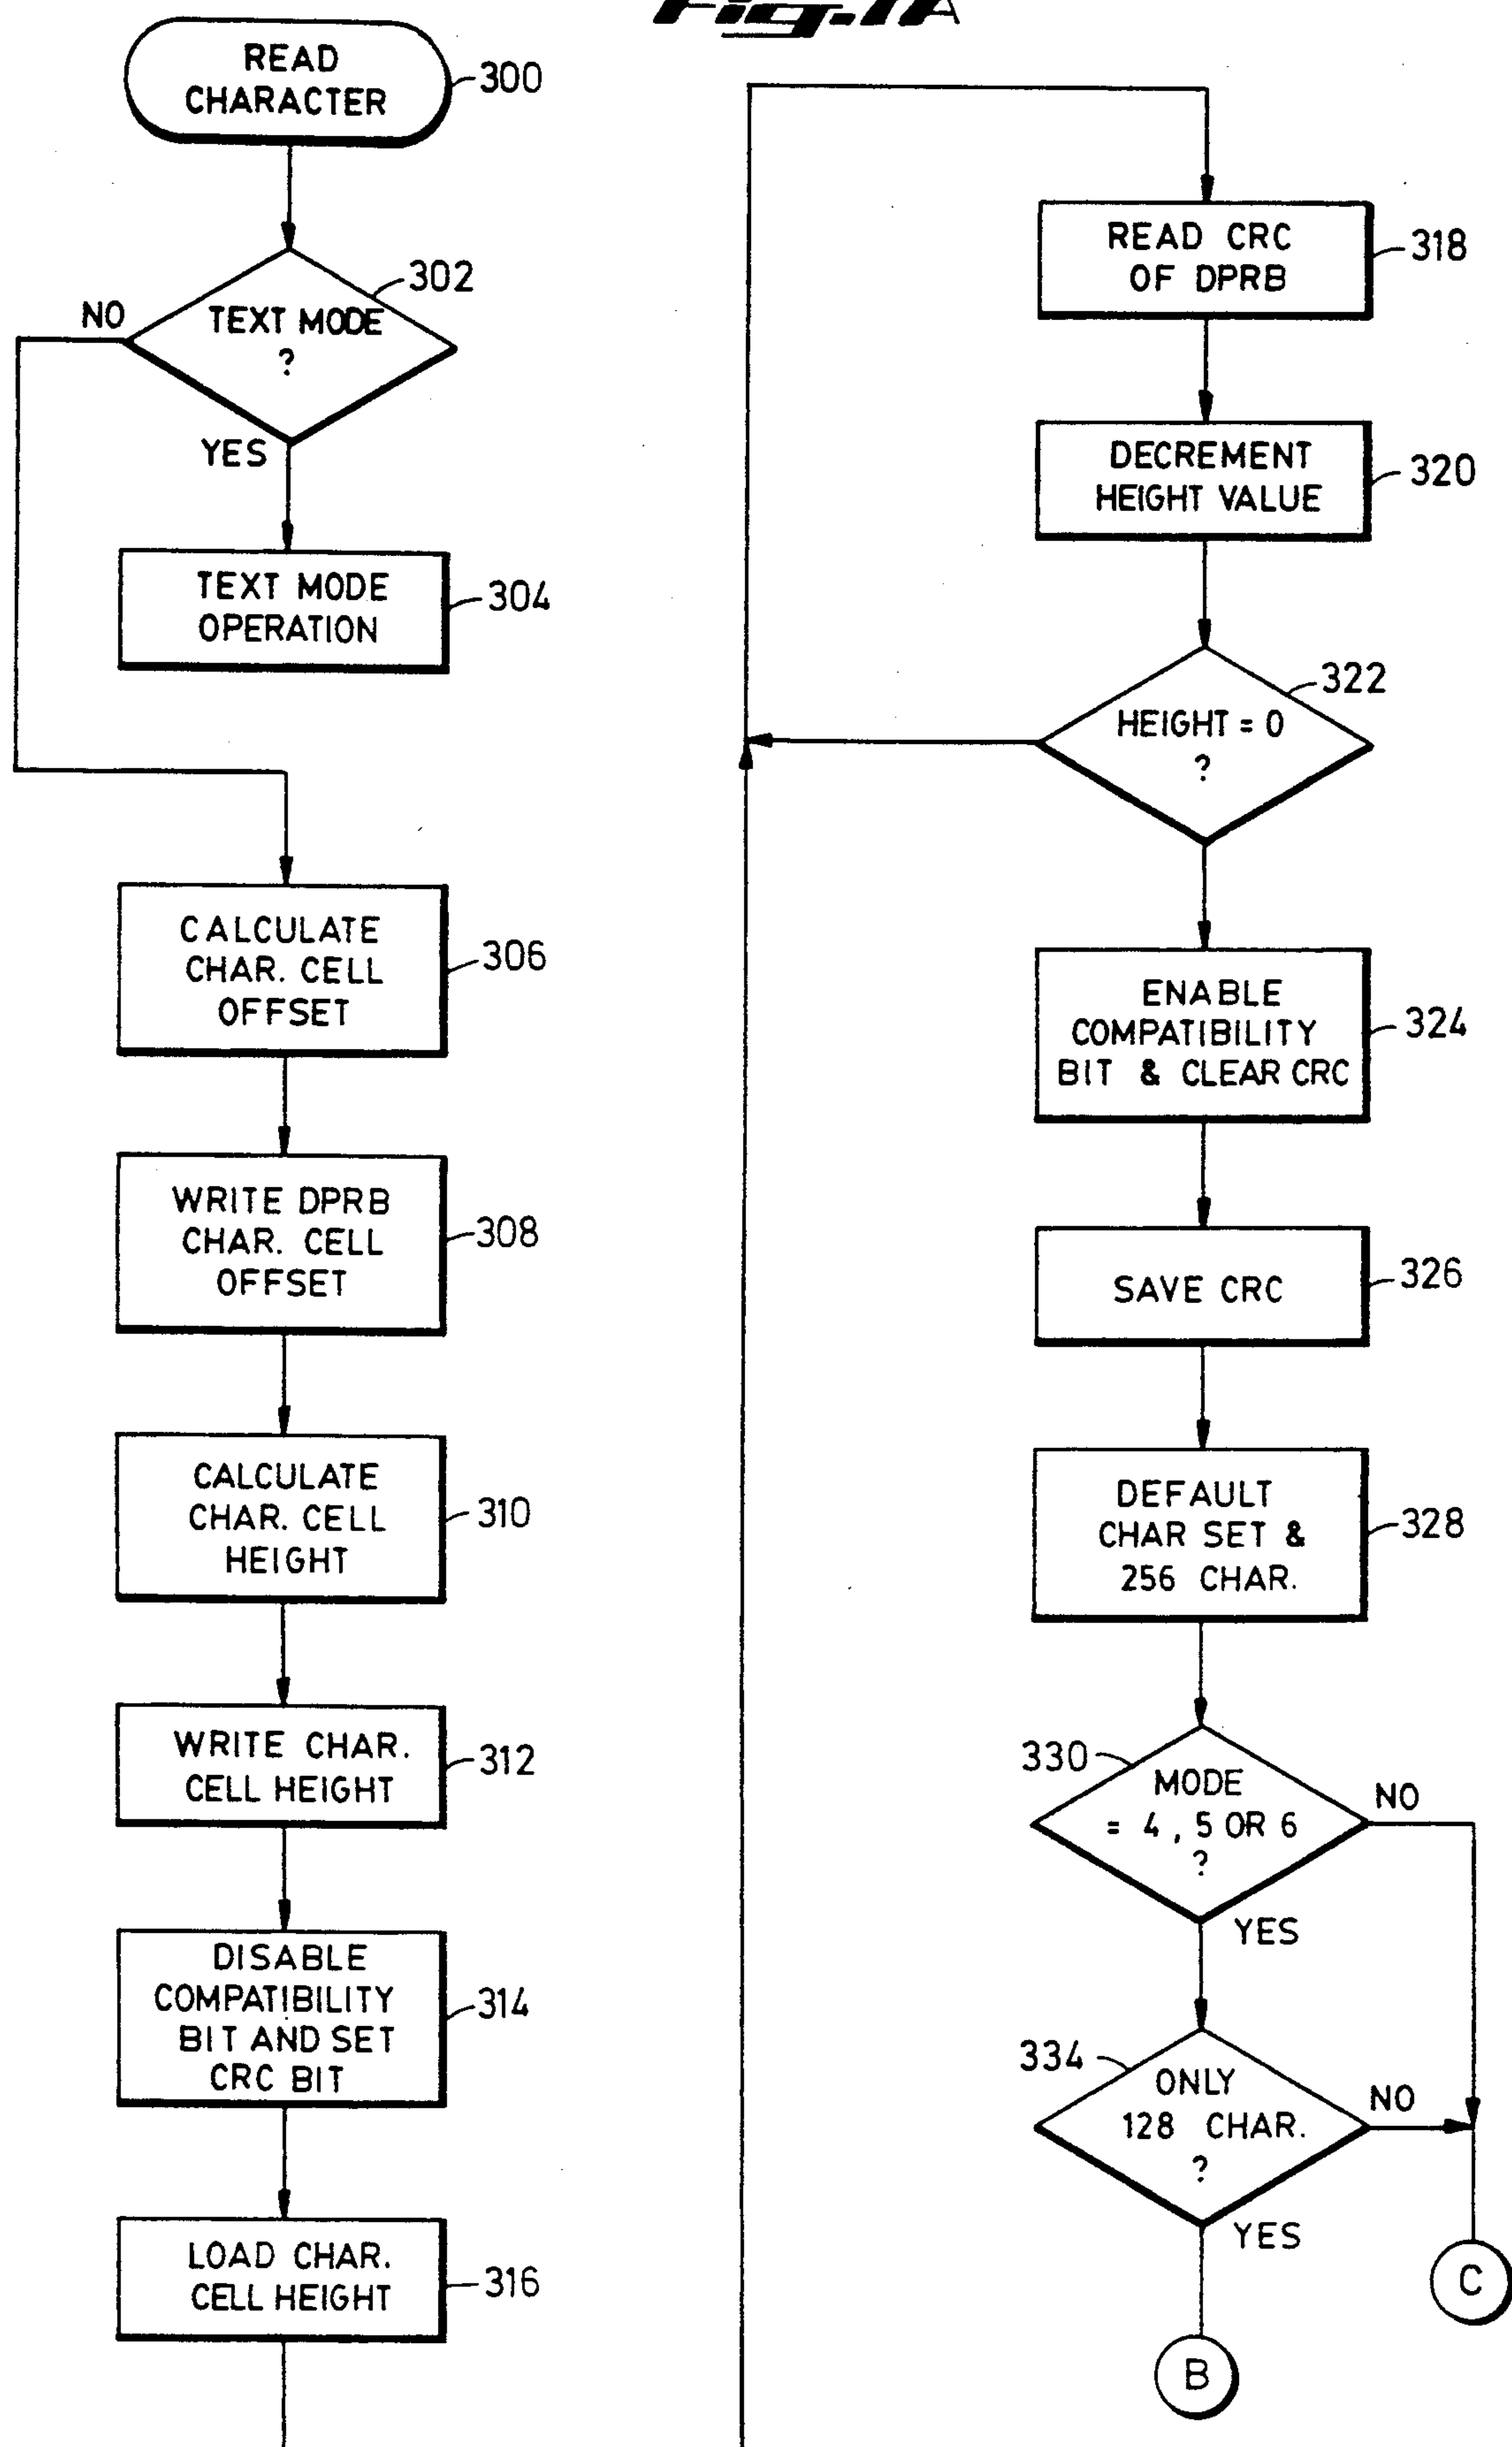 Fig. 11A
READ
CHARACTER
300
302
NO
TEXT MODE
?
YES
TEXT MODE
OPERATION
304
CALCULATE
CHAR. CELL
OFFSET
306
WRITE DPRB
CHAR. CELL
OFFSET
308
CALCULATE
CHAR. CELL
HEIGHT
310
WRITE CHAR.
CELL HEIGHT
312
DISABLE
COMPATIBILITY
BIT AND SET
CRC BIT
314
LOAD CHAR.
CELL HEIGHT
316
READ CRC
OF DPRB
318
DECREMENT
HEIGHT VALUE
320
322
HEIGHT = 0
?
ENABLE
COMPATIBILITY
BIT & CLEAR CRC
324
SAVE CRC
326
DEFAULT
CHAR SET &
256 CHAR.
328
330
MODE
= 4, 5 OR 6
?
NO
YES
334
ONLY
128 CHAR.
?
NO
YES
C
B